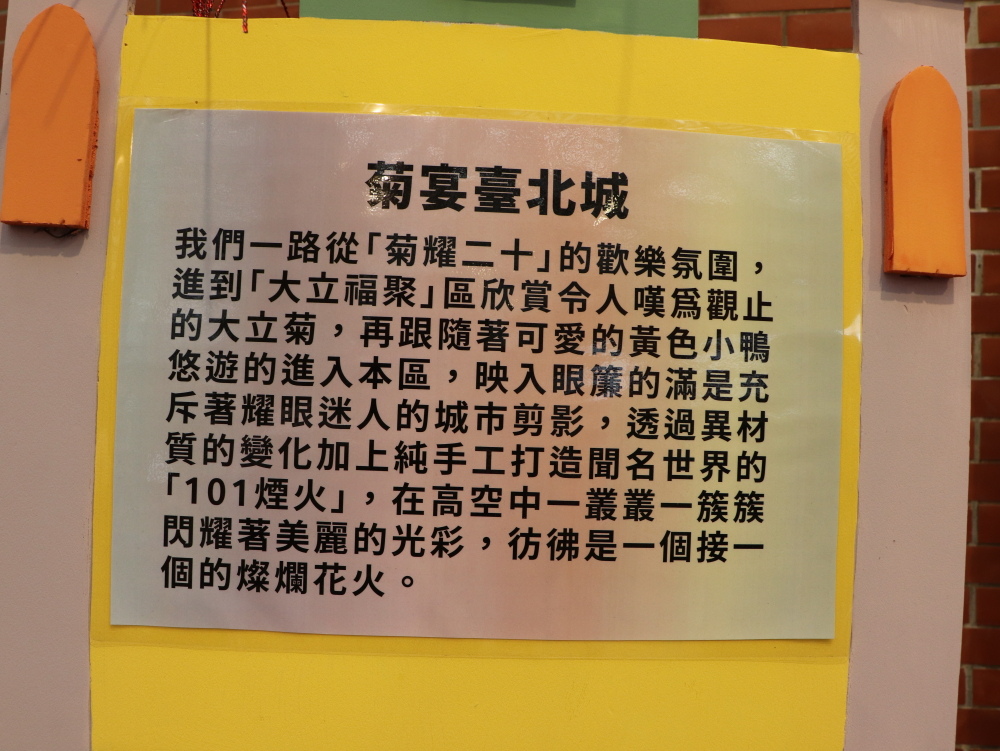 菊宴臺北城
我們一路從「菊耀二十」的歡樂氛圍，
進到「大立福聚」區欣賞令人嘆爲觀止
的大立菊，再跟隨著可愛的黃色小鴨
悠遊的進入本區，映入眼簾的滿是充
斥著耀眼迷人的城市剪影，透過異材
質的變化加上純手工打造聞名世界的
「101煙火」，在高空中一叢叢一簇簇
閃耀著美麗的光彩，彷彿是一個接一
個的燦爛花火。